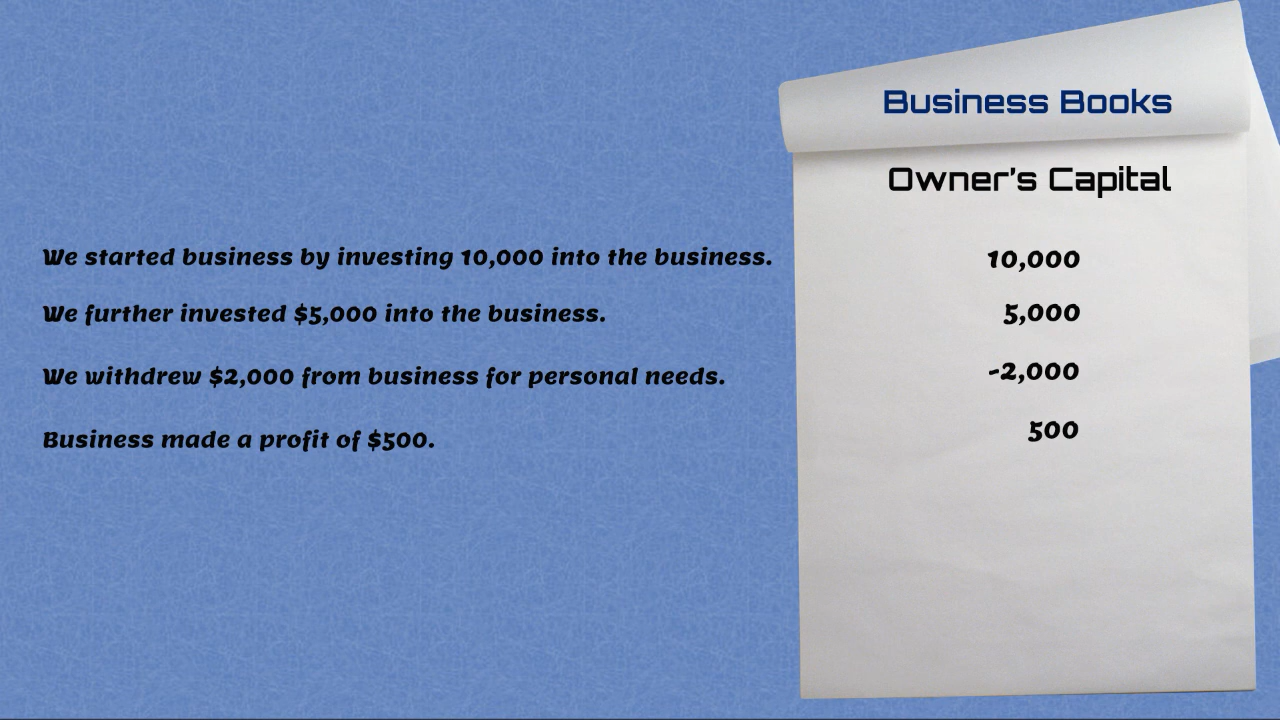 Business Books
Owner's Capital
We started business by investing 10,000 into the business. 10,000
We further invested $5,000 into the business. 5,000
We withdrew $2,000 from business for personal needs. -2,000
Business made a profit of $500. 500